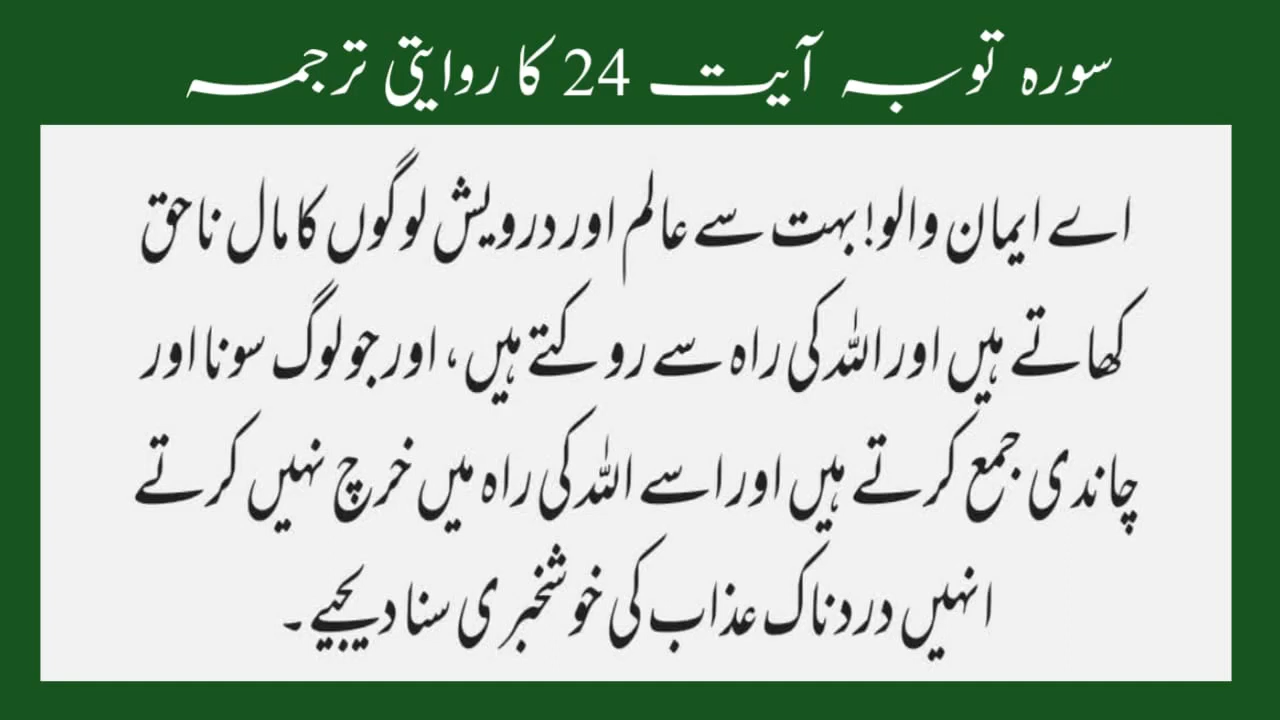 سورہ توبہ آیت 24 کا روایتی ترجمہ
اے ایمان والو! بہت سے عالم اور درویش لوگوں کا مال ناحق
کھاتے ہیں اور اللہ کی راہ سے روکتے ہیں، اور جو لوگ سونا اور
چاندی جمع کرتے ہیں اور اسے اللہ کی راہ میں خرچ نہیں کرتے
انہیں دردناک عذاب کی خوشخبری سنا دیجیے۔